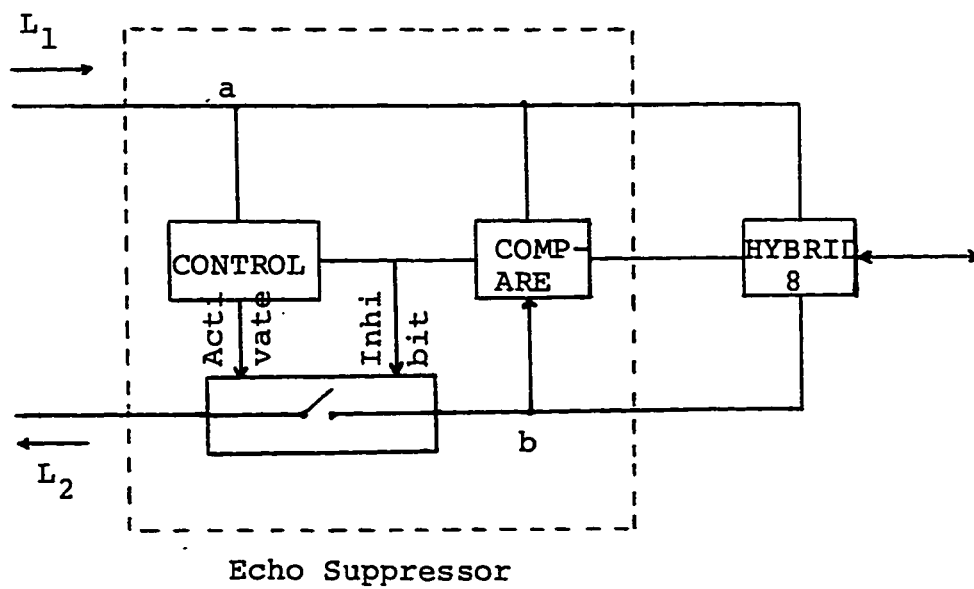 L1
a
CONTROL
COMP-
ARE
HYBRID
8
Acti
vate
Inhi
bit
b
L2
Echo Suppressor